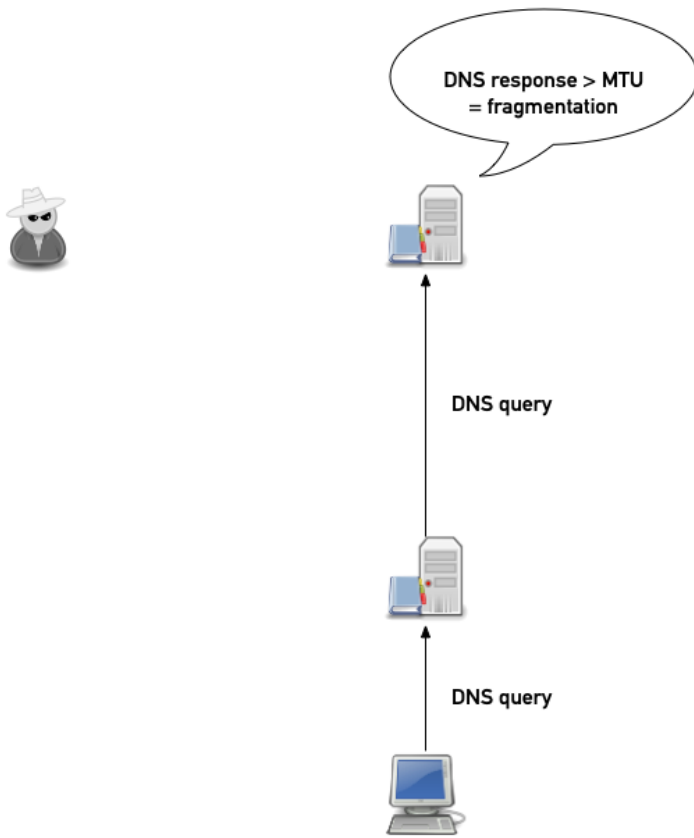 DNS response > MTU
= fragmentation
DNS query
DNS query